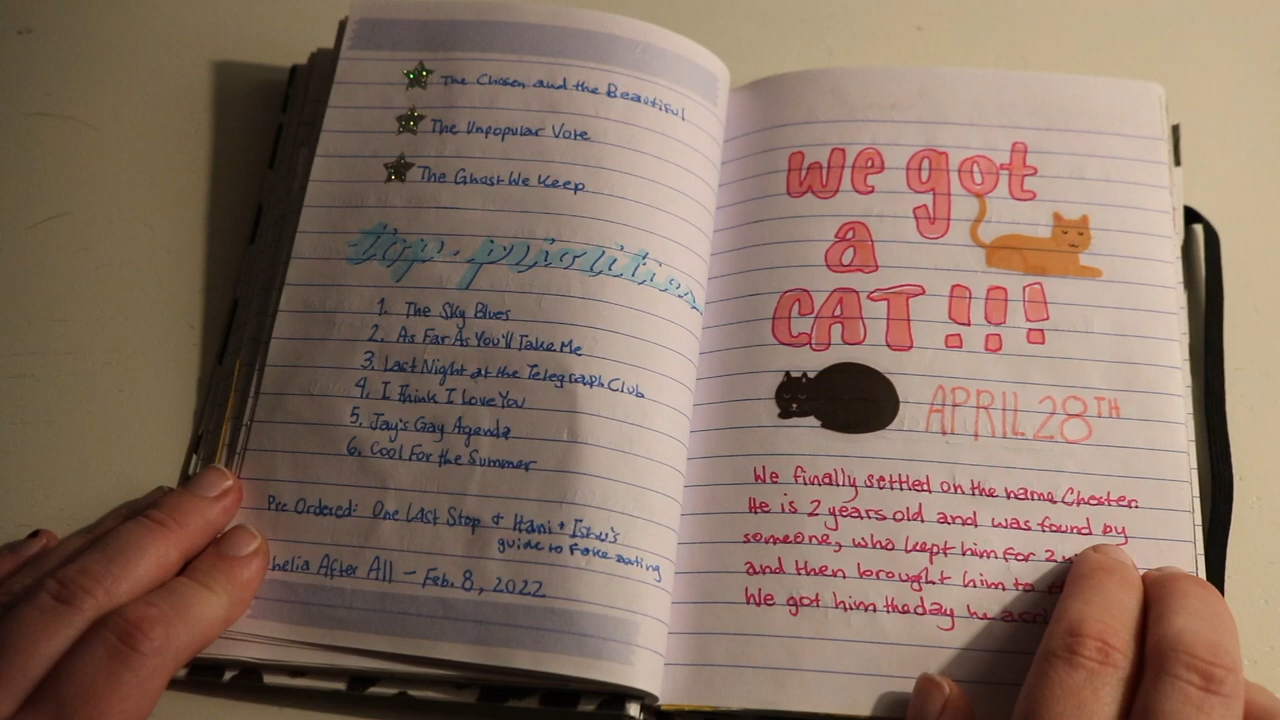 The Chosen and the Beautiful
The Unpopular Vote
The Ghost We Keep
top priorities
1. The Sky Blues
2. As Far As You'll Take Me
3. Last Night at the Telegraph Club
4. I Think I Love You
5. Jay's Gay Agenda
6. Cool For the Summer
Pre Ordered: One Last Stop & Hani + Ishu's
guide to Fake Dating
helia After All - Feb. 8, 2022
we got
a
CAT!!!
APRIL 28TH
We finally settled on the name Chester.
He is 2 years old and was found by
someone, who kept him for 2
and then brought him to
We got him the day he